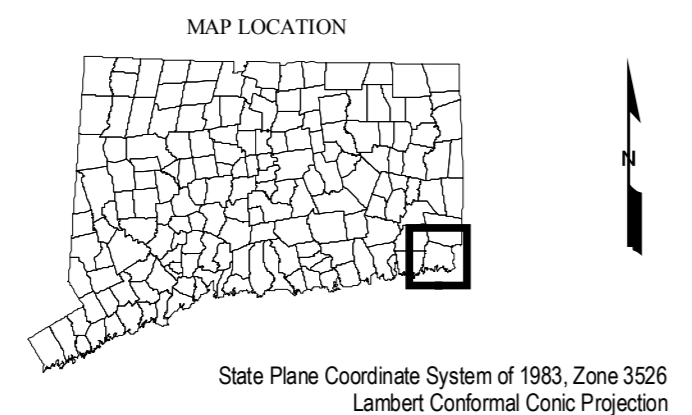 MAP LOCATION
N
State Plane Coordinate System of 1983, Zone 3526
Lambert Conformal Conic Projection